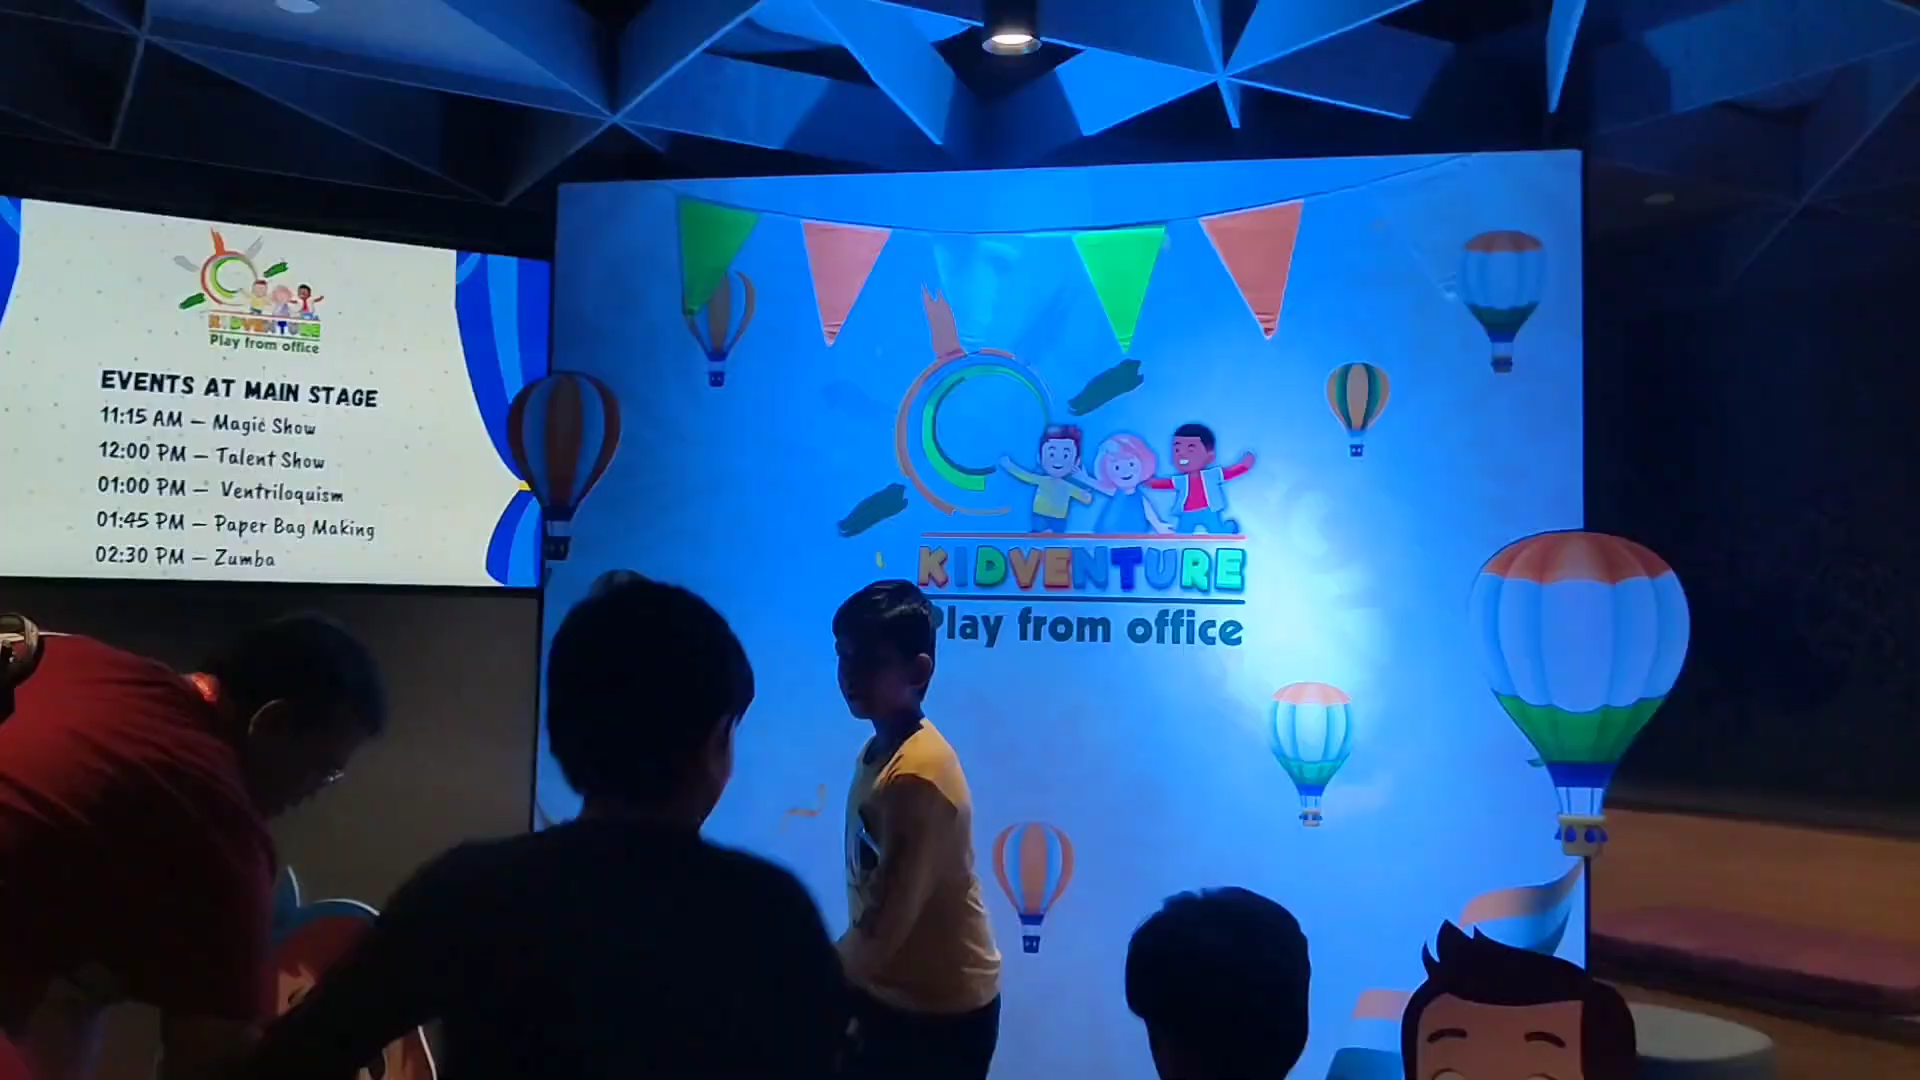 KIDVENTURE
Play from office
EVENTS AT MAIN STAGE
11:15 AM – Magic Show
12:00 PM – Talent Show
01:00 PM – Ventriloquism
01:45 PM – Paper Bag Making
02:30 PM – Zumba
KIDVENTURE
Play from office